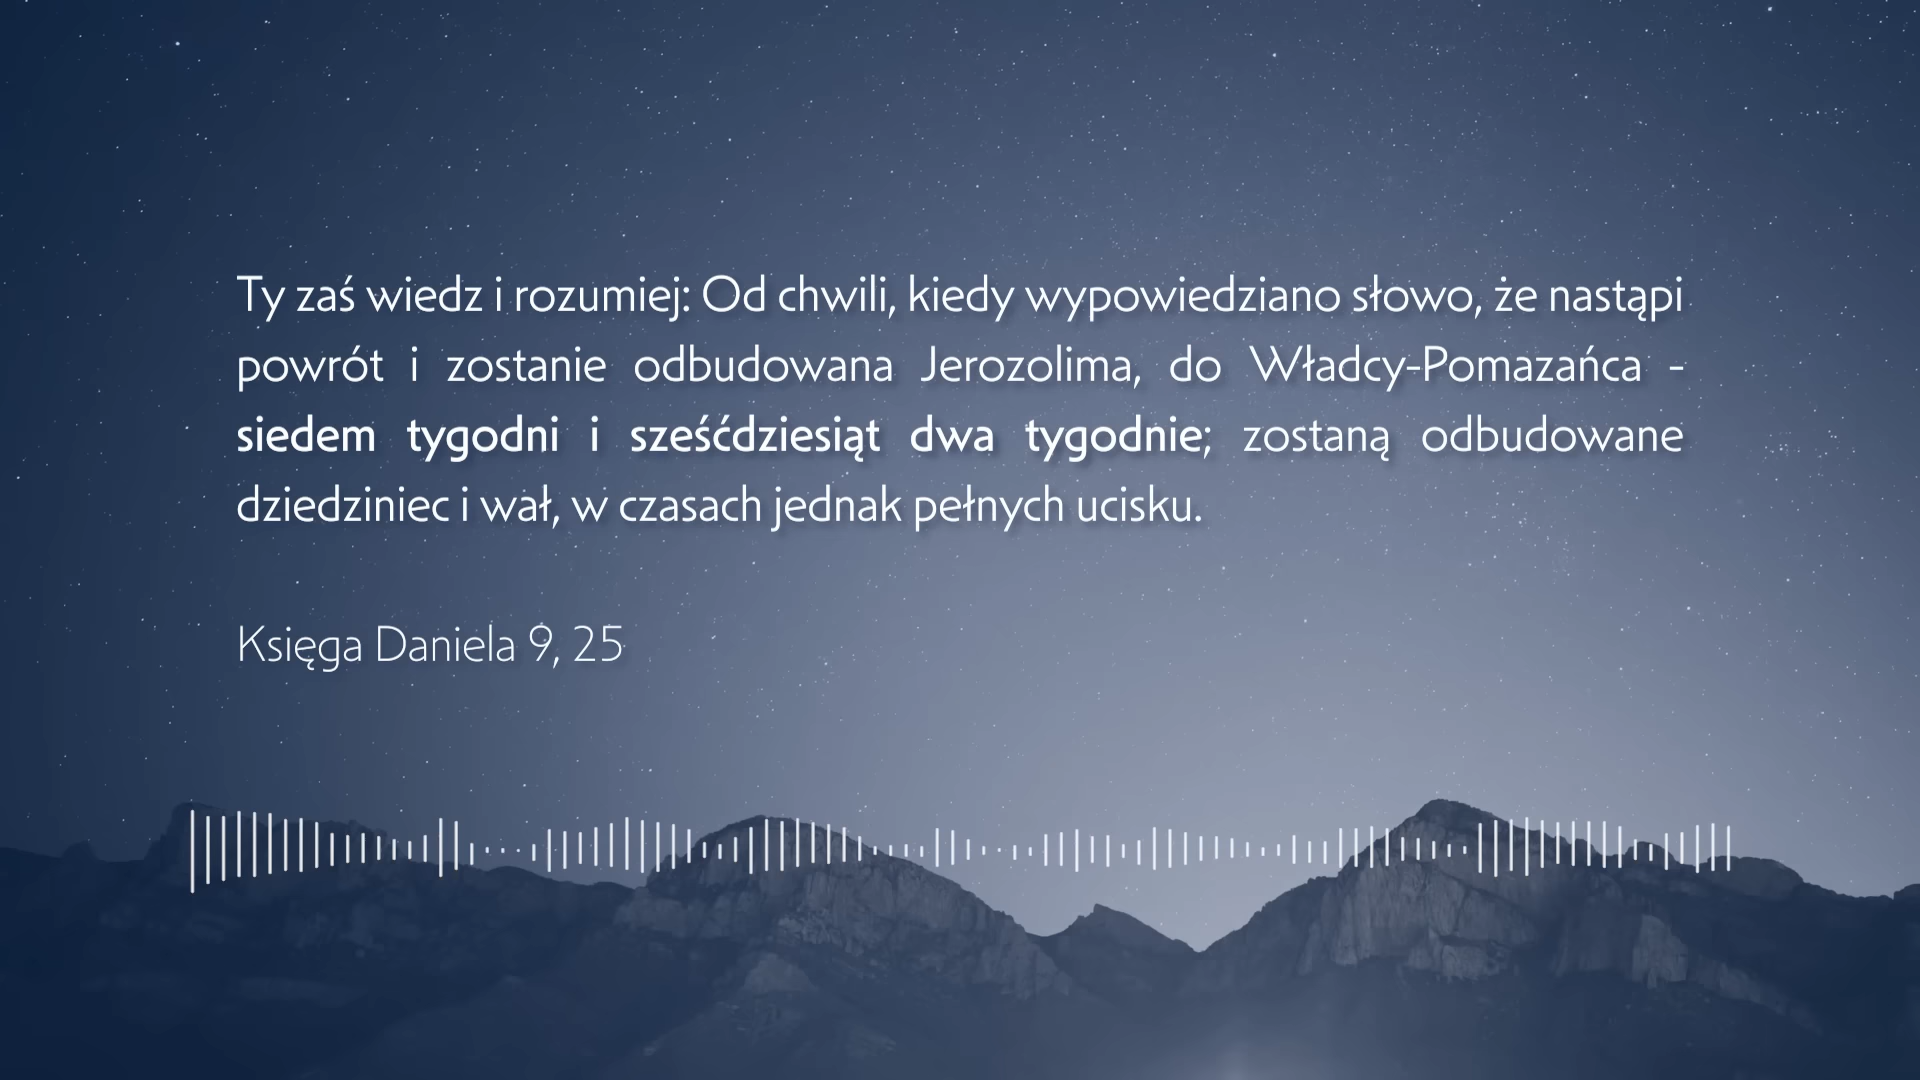 Ty zaś wiedz i rozumiej: Od chwili, kiedy wypowiedziano słowo, że nastąpi
powrót i zostanie odbudowana Jerozolima, do Władcy-Pomazańca -
siedem tygodni i sześćdziesiąt dwa tygodnie; zostaną odbudowane
dziedziniec i wał, w czasach jednak pełnych ucisku.
Księga Daniela 9, 25